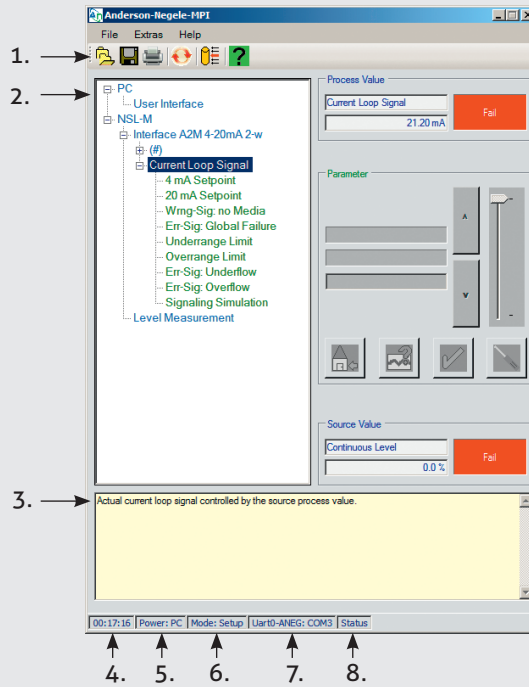 Anderson-Negele-MPI
File Extras Help
1.
2.
PC
User Interface
NSL-M
Interface A2M 4-20mA 2-w
(#)
Current Loop Signal
4 mA Setpoint
20 mA Setpoint
Wrng-Sig: no Media
Err-Sig: Global Failure
Underrange Limit
Overrange Limit
Err-Sig: Underflow
Err-Sig: Overflow
Signaling Simulation
Level Measurement
Process Value
Current Loop Signal
21.20 mA
Fail
Parameter
Source Value
Continuous Level
0.0 %
Fail
3.
Actual current loop signal controlled by the source process value.
00:17:16 Power: PC Mode: Setup Uart0-ANEG: COM3 Status
4. 5. 6. 7. 8.